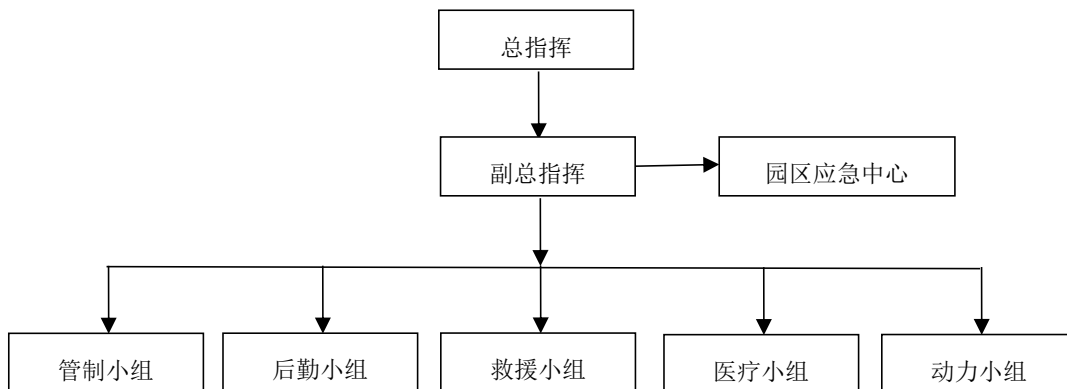 总指挥
副总指挥
园区应急中心
管制小组
后勤小组
救援小组
医疗小组
动力小组